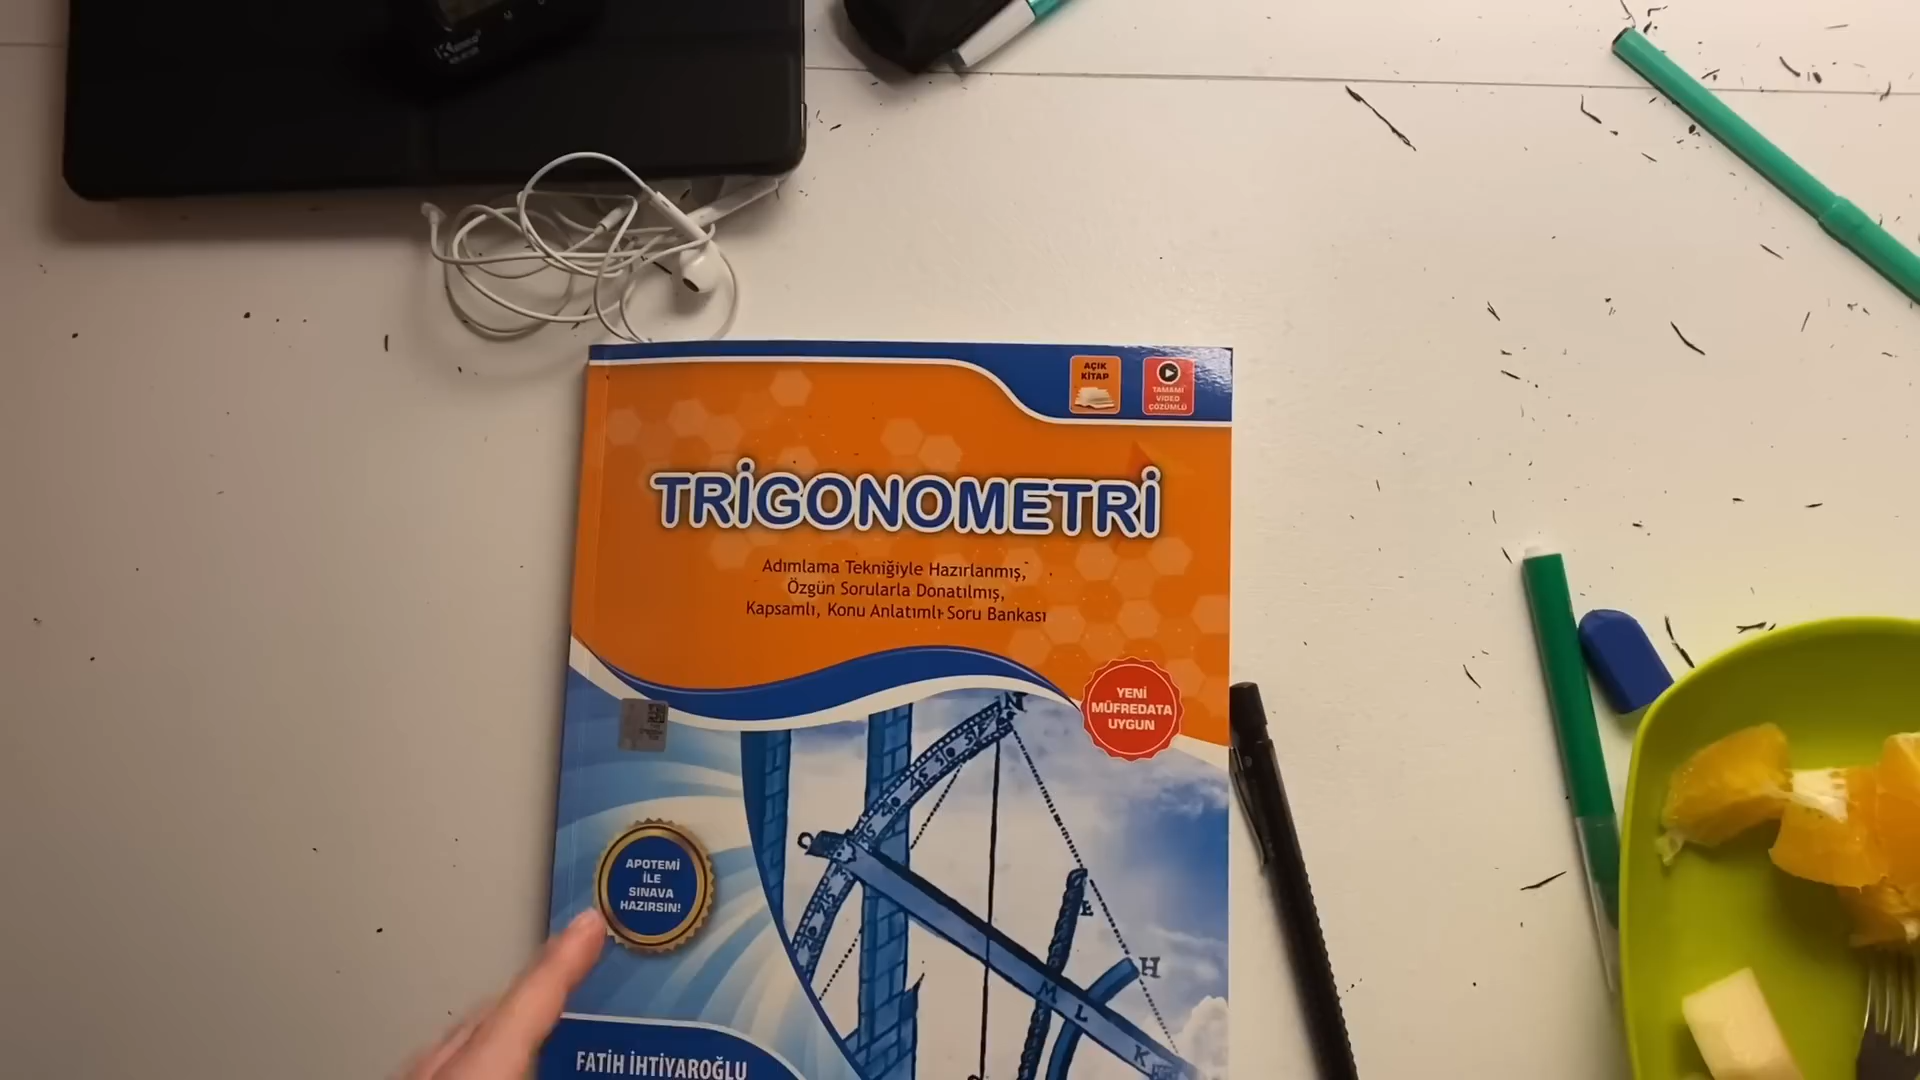 AÇIK
KİTAP
TAMAMI
VİDEO
ÇÖZÜMLÜ
TRİGONOMETRİ
Adımlama Tekniğiyle Hazırlanmış,
Özgün Sorularla Donatılmış,
Kapsamlı, Konu Anlatımlı Soru Bankası
YENİ
MÜFREDATA
UYGUN
APOTEMİ
İLE
SINAVA
HAZIRSIN!
N
E
H
M
L
K
FATİH İHTİYAROĞLU